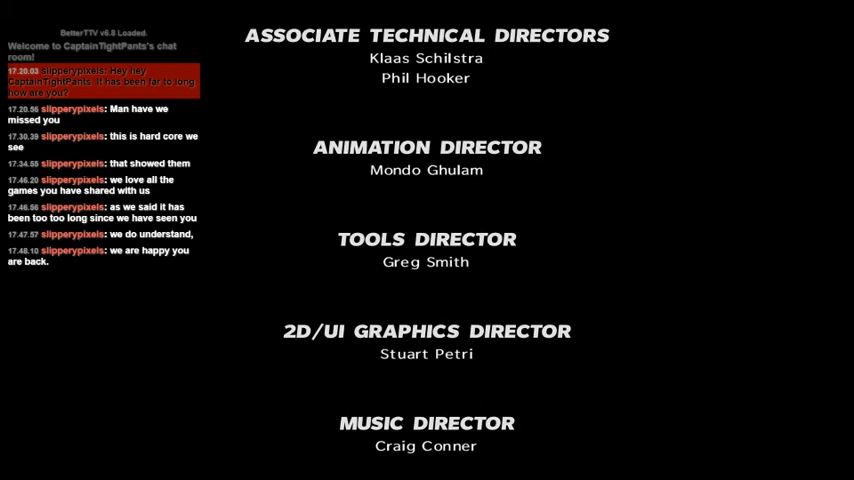 BetterTTV v6.8 Loaded.
Welcome to CaptainTightPants's chat
room!
17.20.03 slipperypixels: Hey hey
CaptainTightPants. It has been far to long
how are you?
17.20.56 slipperypixels: Man have we
missed you
17.30.39 slipperypixels: this is hard core we
see
17.34.55 slipperypixels: that showed them
17.46.20 slipperypixels: we love all the
games you have shared with us
17.46.56 slipperypixels: as we said it has
been too too long since we have seen you
17.47.57 slipperypixels: we do understand,
17.48.10 slipperypixels: we are happy you
are back.
ASSOCIATE TECHNICAL DIRECTORS
Klaas Schilstra
Phil Hooker
ANIMATION DIRECTOR
Mondo Ghulam
TOOLS DIRECTOR
Greg Smith
2D/UI GRAPHICS DIRECTOR
Stuart Petri
MUSIC DIRECTOR
Craig Conner